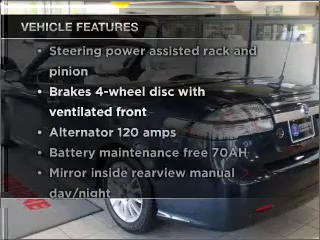 VEHICLE FEATURES
• Steering power assisted rack and
pinion
• Brakes 4-wheel disc with
ventilated front
• Alternator 120 amps
• Battery maintenance free 70AH
• Mirror inside rearview manual
day/night